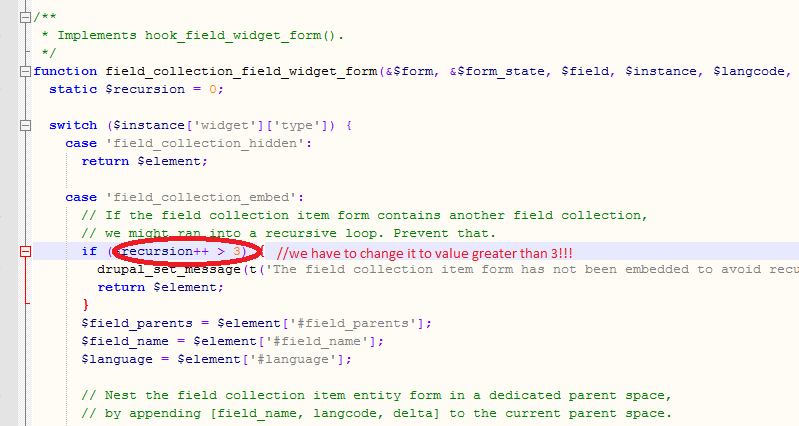 /**
* Implements hook_field_widget_form().
*/
function field_collection_field_widget_form(&$form, &$form_state, $field, $instance, $langcode,
static $recursion = 0;
switch ($instance['widget']['type']) {
case 'field_collection_hidden':
return $element;
case 'field_collection_embed':
// If the field collection item form contains another field collection,
// we might ran into a recursive loop. Prevent that.
if ($recursion++ > 3) { //we have to change it to value greater than 3!!!
drupal_set_message(t('The field collection item form has not been embedded to avoid recu
return $element;
}
$field_parents = $element['#field_parents'];
$field_name = $element['#field_name'];
$language = $element['#language'];
// Nest the field collection item entity form in a dedicated parent space,
// by appending [field_name, langcode, delta] to the current parent space.